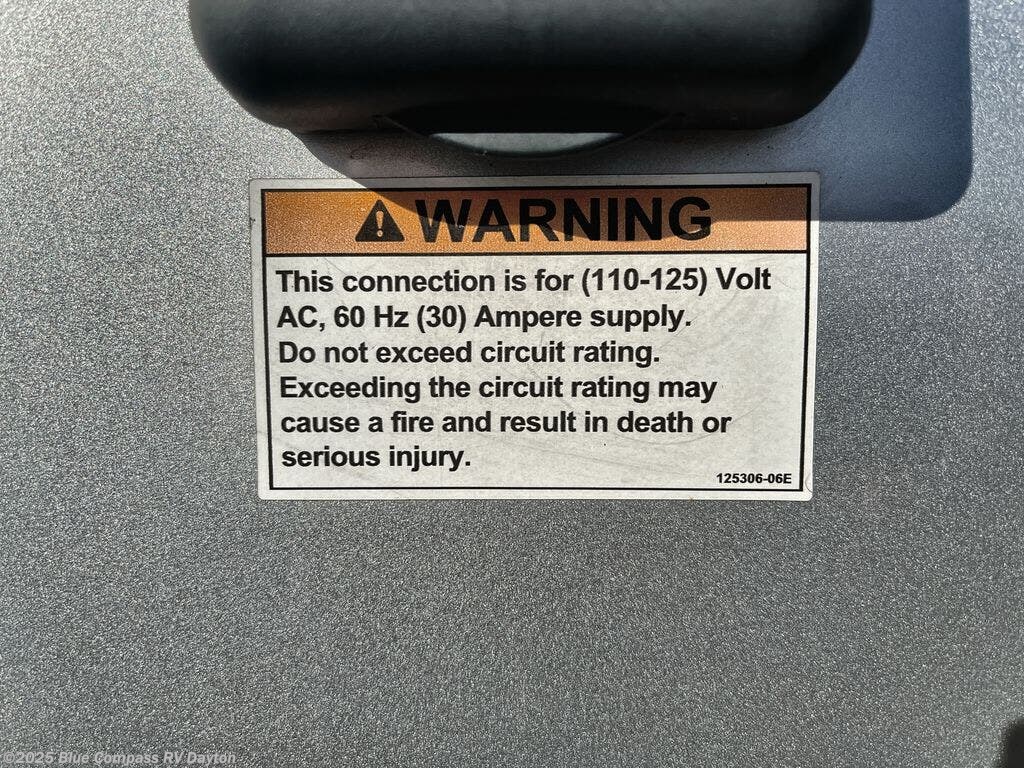 WARNING
This connection is for (110-125) Volt
AC, 60 Hz (30) Ampere supply.
Do not exceed circuit rating.
Exceeding the circuit rating may
cause a fire and result in death or
serious injury.
125306-06E
©2025 Blue Compass RV Dayton